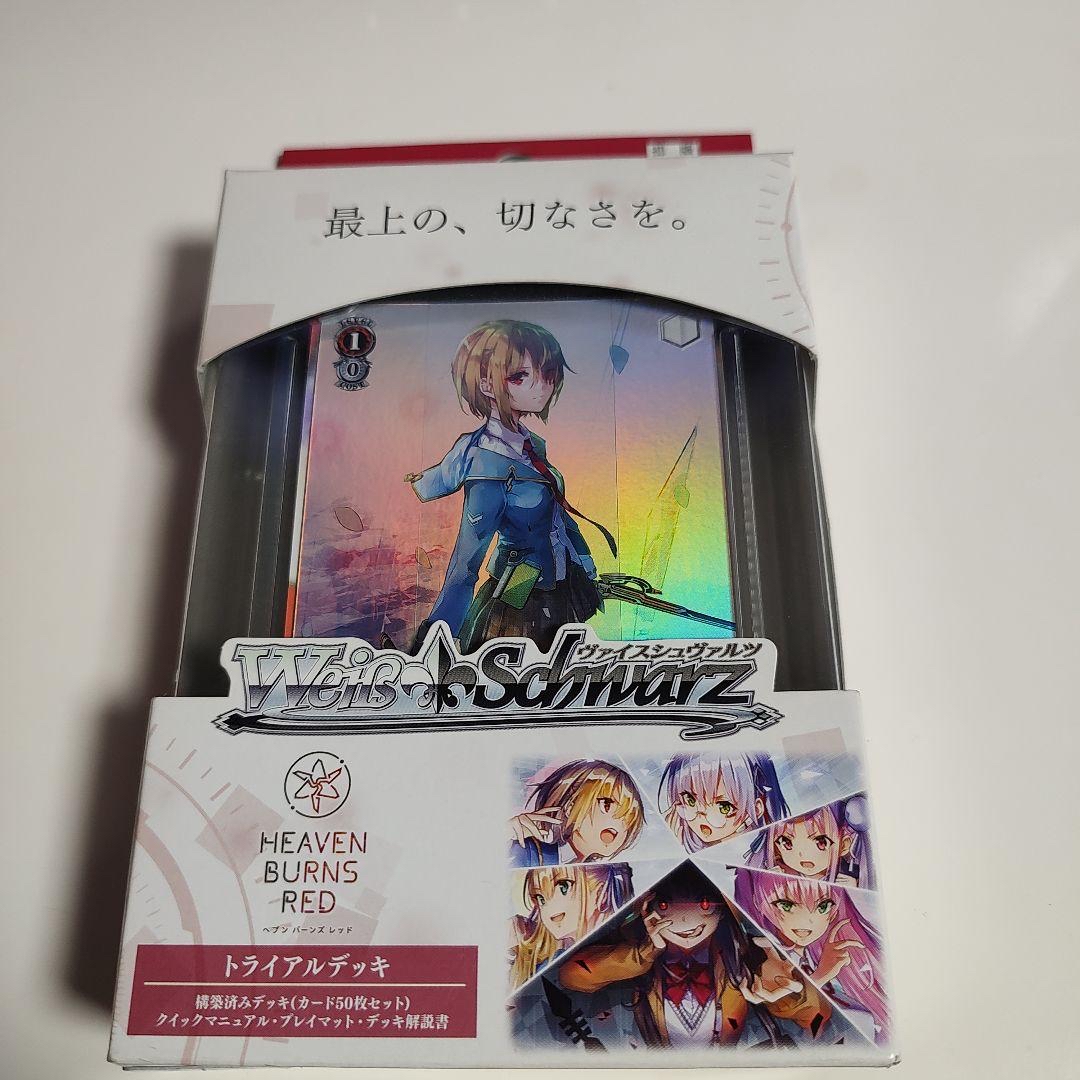 最上の、切なさを。
LEVEL
1
0
COST
ヴァイスシュヴァルツ
Weiß Schwarz
HEAVEN
BURNS
RED
ヘブン バーンズ レッド
トライアルデッキ
構築済みデッキ(カード50枚セット)
クイックマニュアル・プレイマット・デッキ解説書